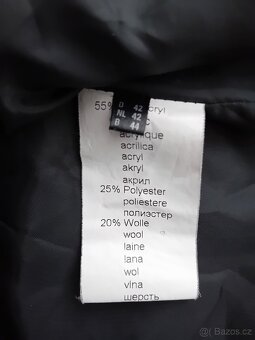 D 42
NL 42
B 44
55% cryl
acrylique
acrilica
acryl
akryl
акрил
25% Polyester
poliestere
полиэстер
20% Wolle
wool
laine
lana
wol
vlna
шерсть
Bazos.cz